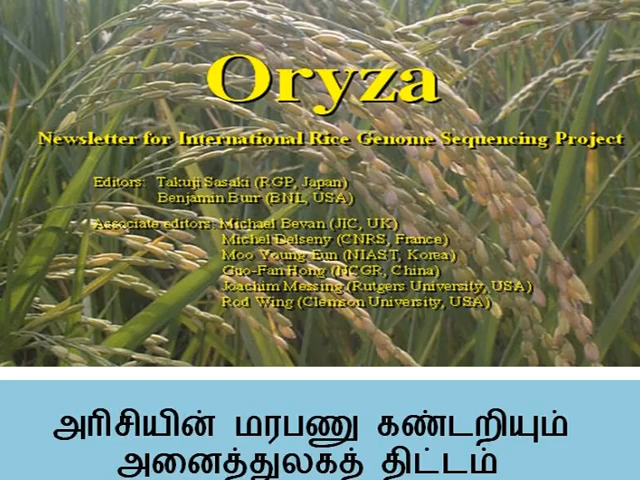 Oryza
Newsletter for International Rice Genome Sequencing Project
Editors: Takuji Sasaki (RGP, Japan)
Benjamin Burr (BNL, USA)
Associate editors: Michael Bevan (JIC, UK)
Michel Delseny (CNRS, France)
Moo Young Eun (NIAST, Korea)
Guo-Fan Hong (NCGR, China)
Joachim Messing (Rutgers University, USA)
Rod Wing (Clemson University, USA)
அரிசியின் மரபணு கண்டறியும்
அனைத்துலகத் திட்டம்